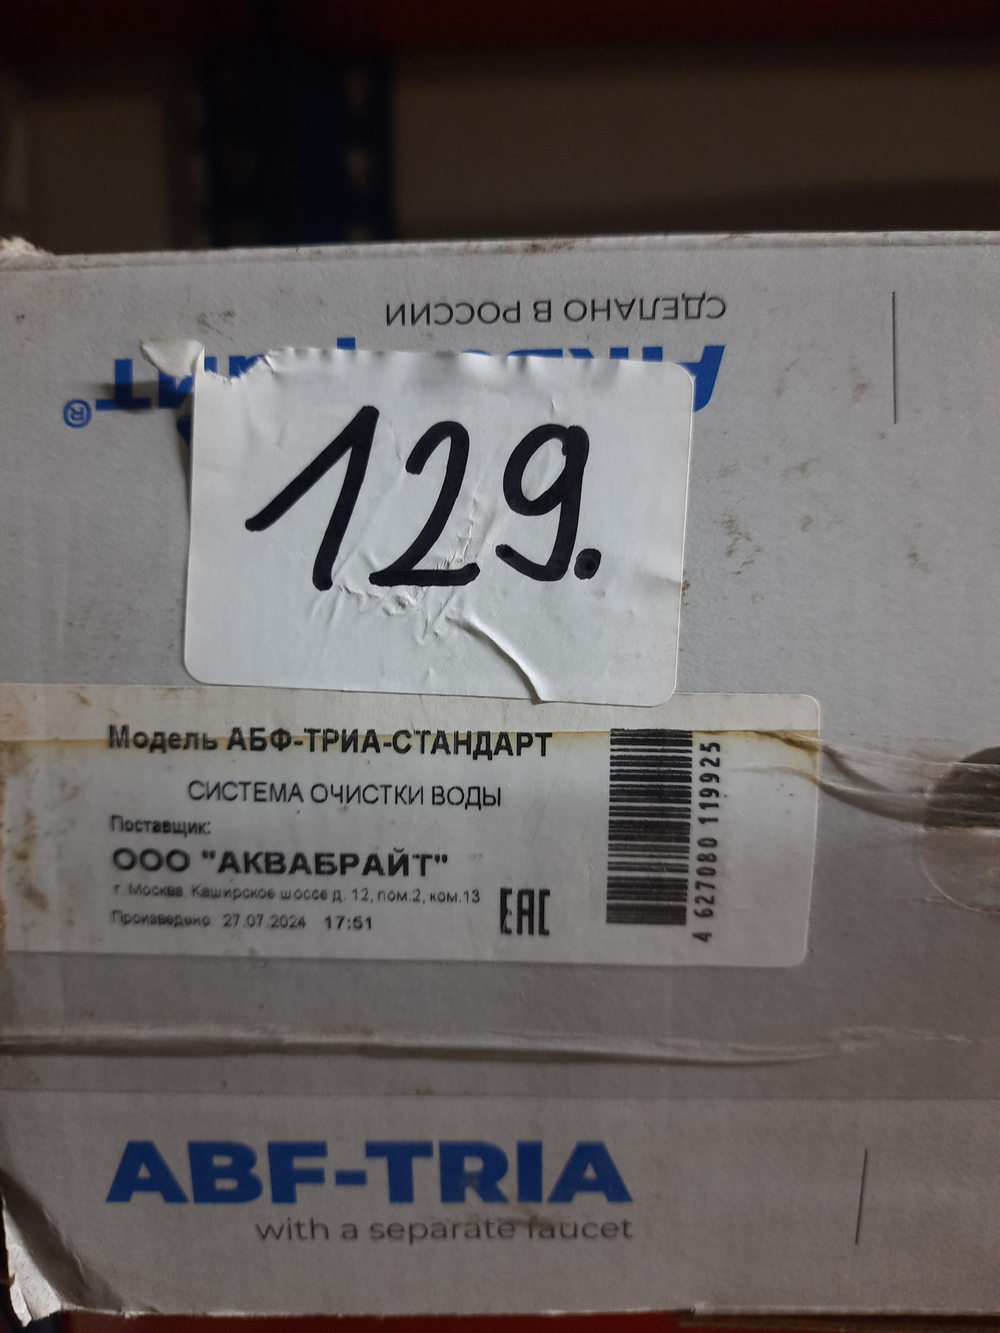 СДЕЛАНО В РОССИИ
®
129.
Модель АБФ-ТРИА-СТАНДАРТ
СИСТЕМА ОЧИСТКИ ВОДЫ
Поставщик:
ООО "АКВАБРАЙТ"
г. Москва Каширское шоссе д. 12, пом.2, ком.13
Произведено 27.07.2024 17:51
EAC
4 627080 119925
ABF-TRIA
with a separate faucet